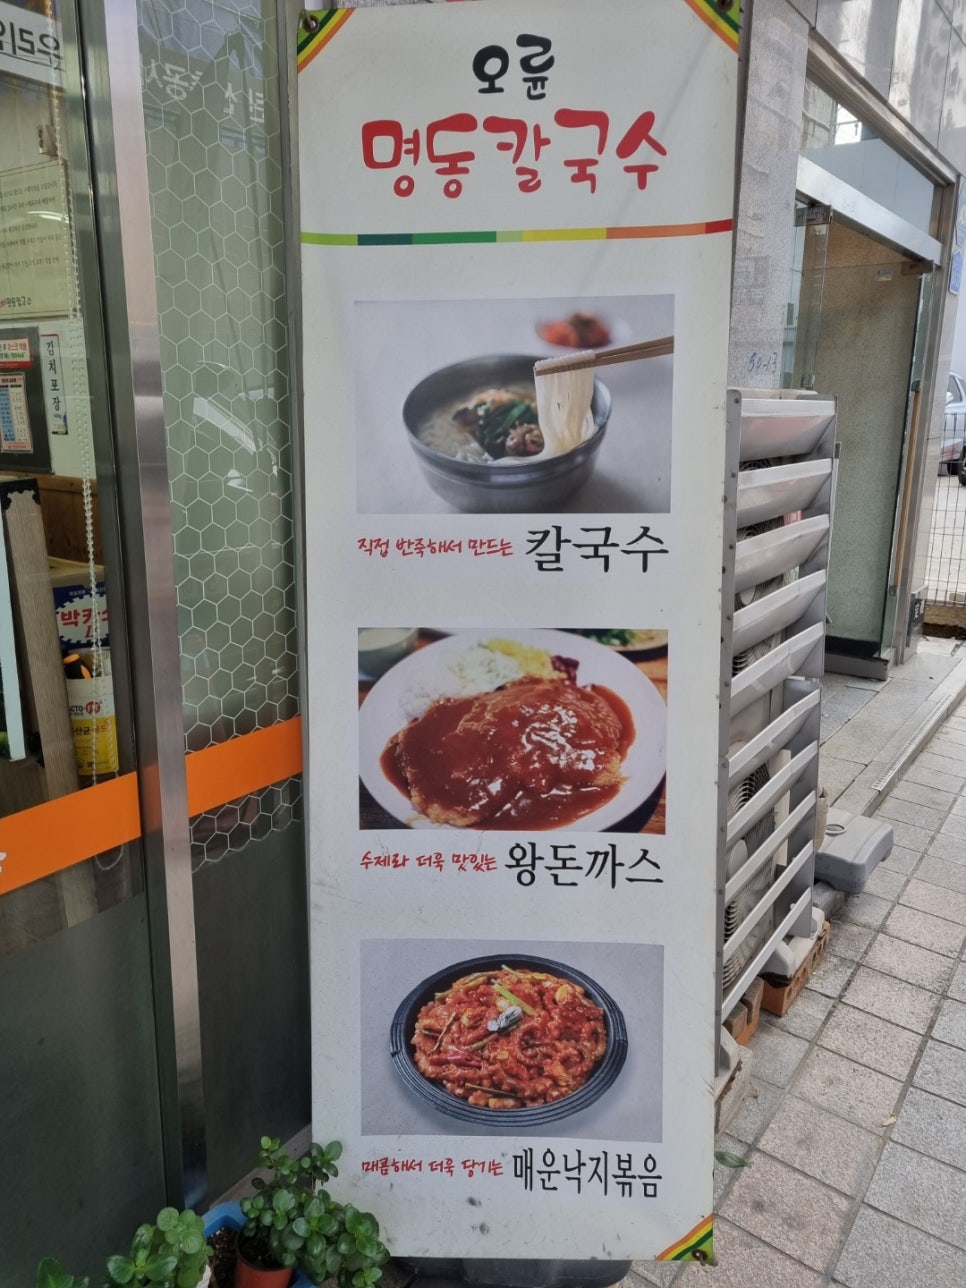 오륜
명동칼국수
직접 반죽해서 만드는 칼국수
수제라 더욱 맛있는 왕돈까스
매콤해서 더욱 당기는 매운낙지볶음
김치포장
50-13